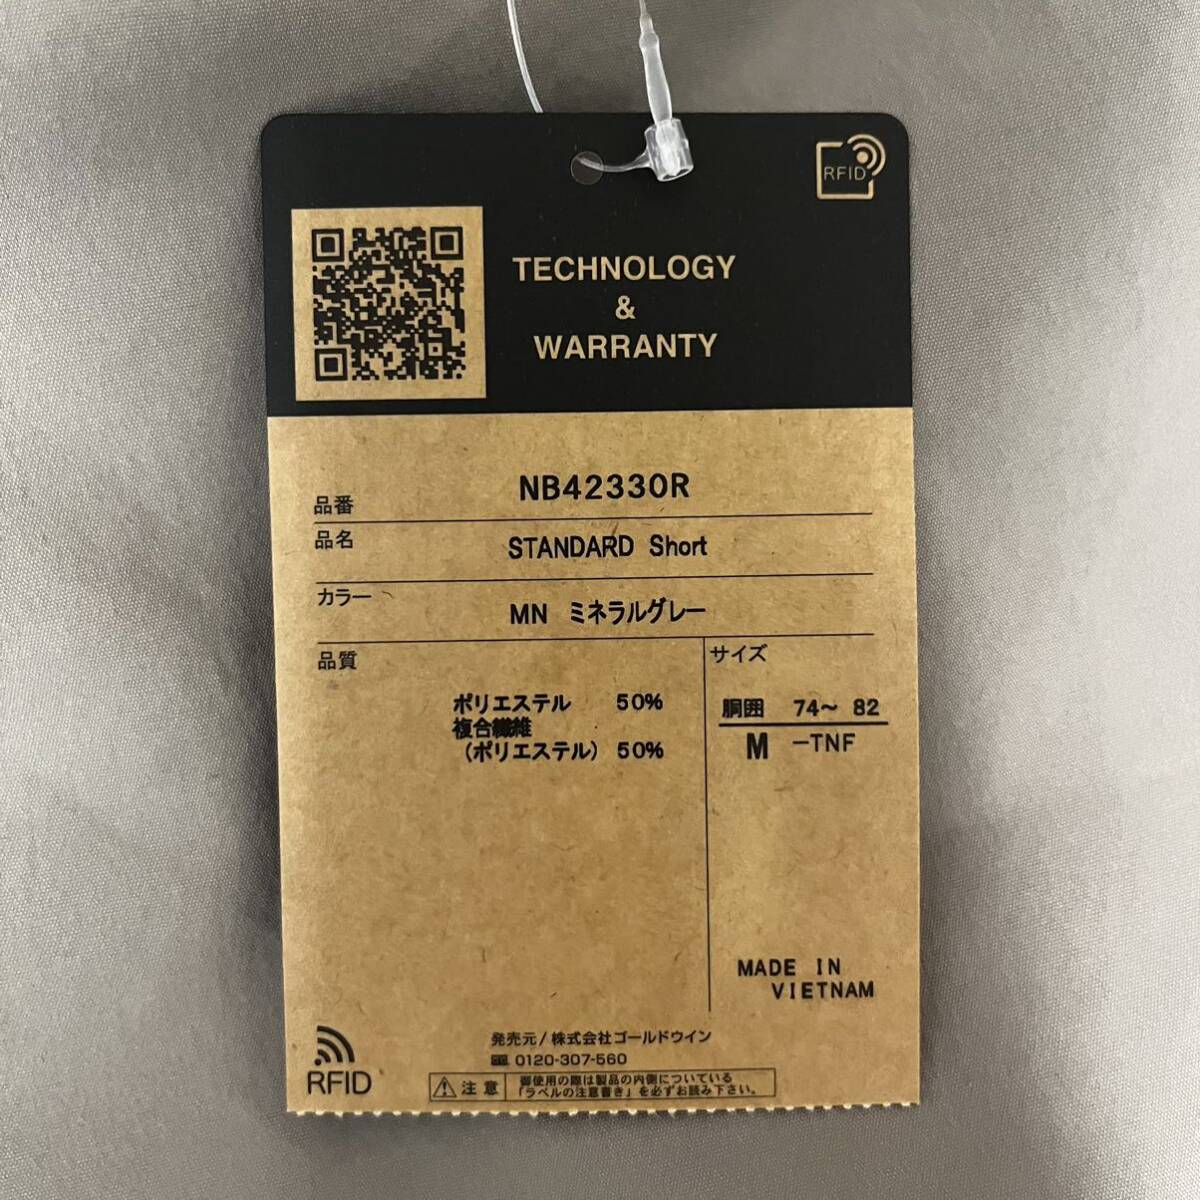 RFID
TECHNOLOGY
&
WARRANTY
品番 NB42330R
品名 STANDARD Short
カラー MN ミネラルグレー
品質
ポリエステル 50%
複合繊維
(ポリエステル) 50%
サイズ
胴囲 74〜 82
M -TNF
MADE IN
VIETNAM
発売元/株式会社ゴールドウイン
0120-307-560
RFID
注意
御使用の際は製品の内側についている
「ラベルの注意書き」を必ずお読み下さい。